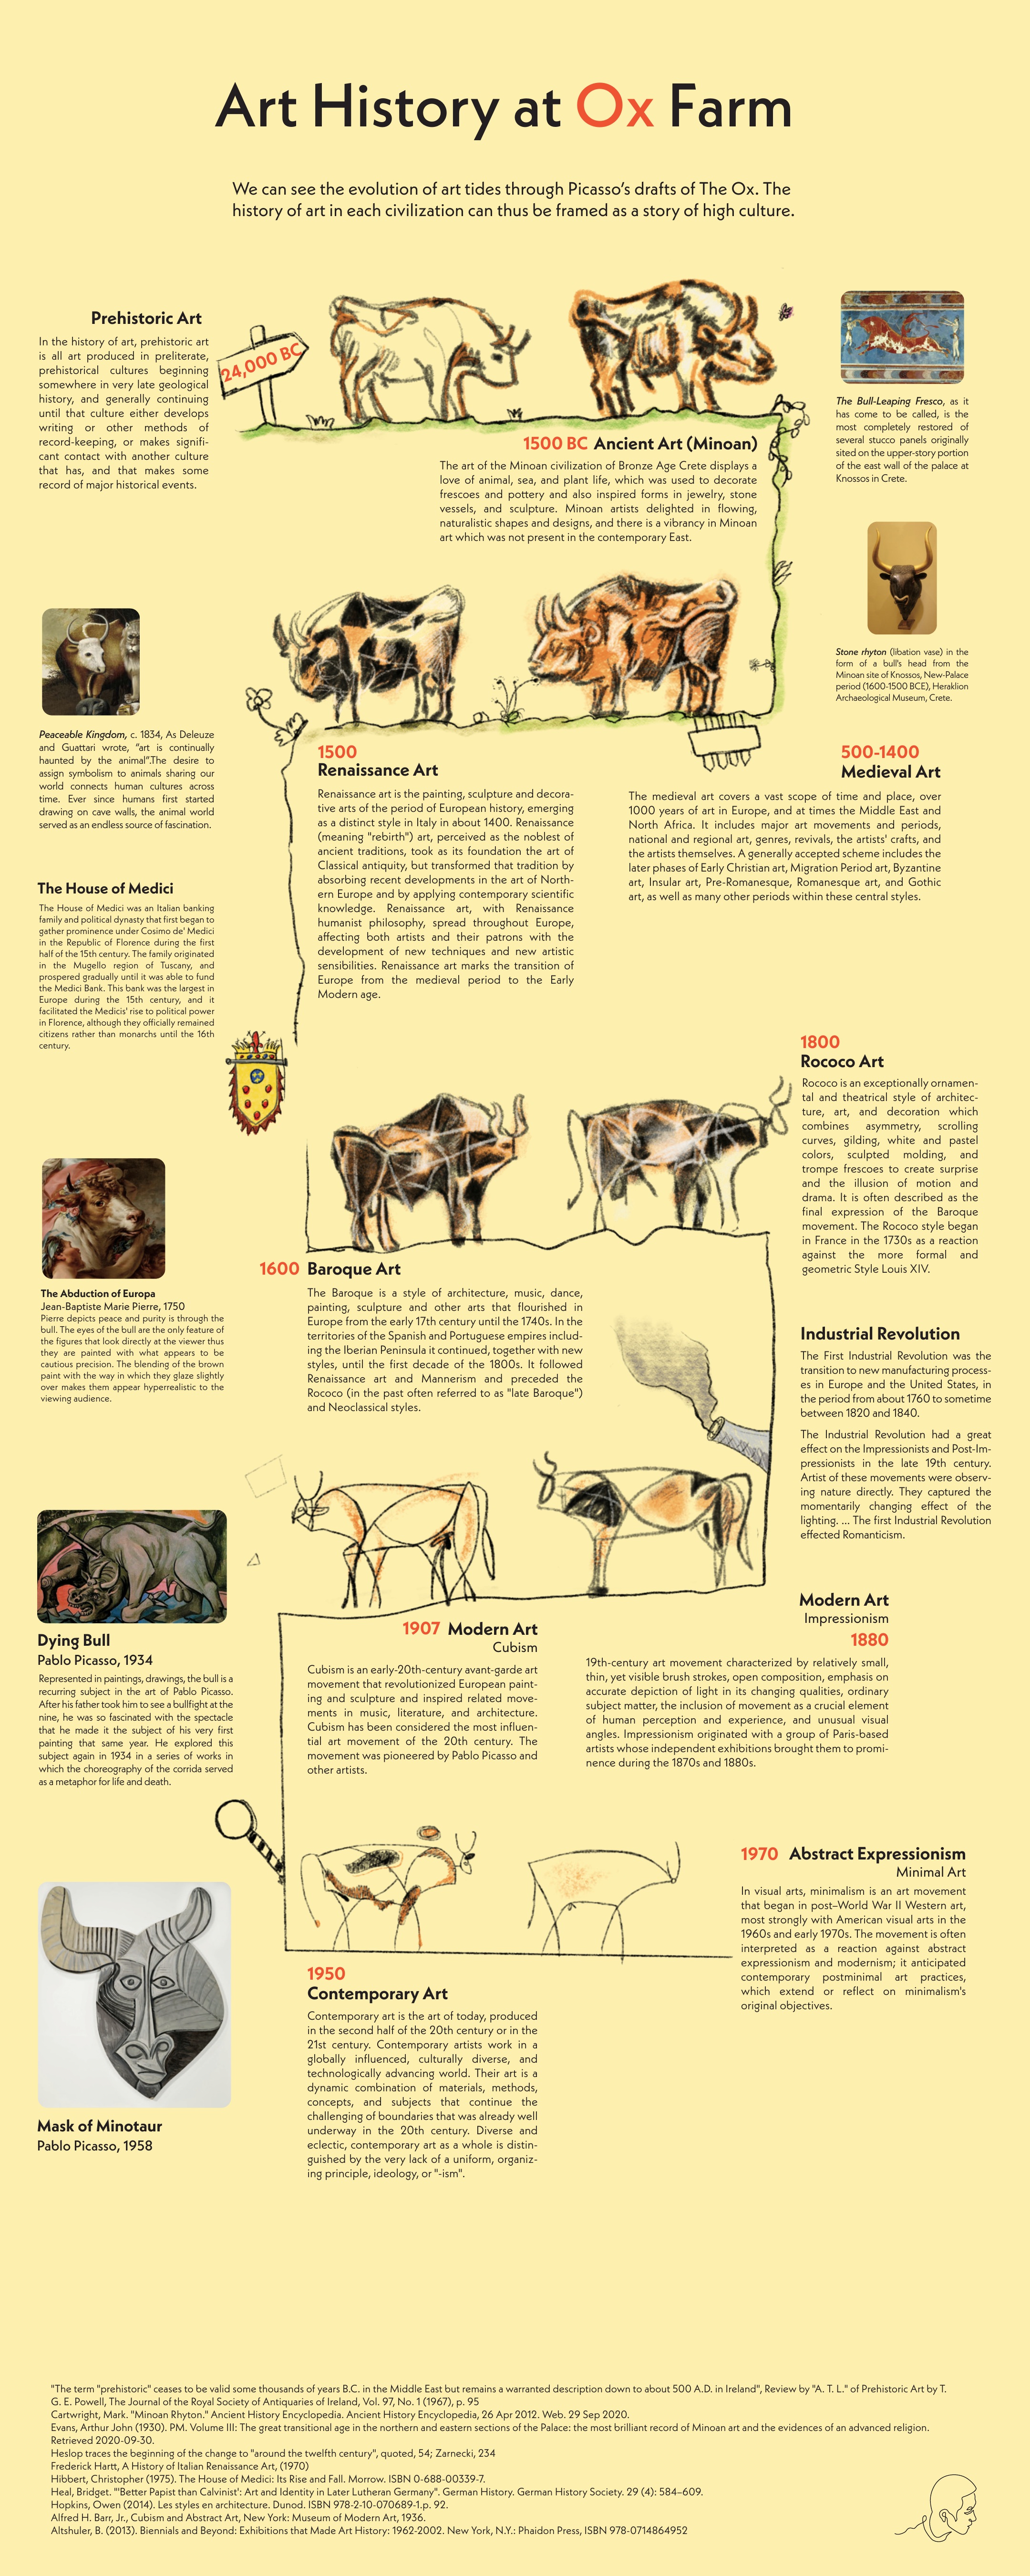 Art History at Ox Farm
We can see the evolution of art tides through Picasso's drafts of The Ox. The
history of art in each civilization can thus be framed as a story of high culture.
Prehistoric Art
In the history of art, prehistoric art
is all art produced in preliterate,
prehistorical cultures beginning
somewhere in very late geological
history, and generally continuing
until that culture either develops
writing or other methods of
record-keeping, or makes signifi-
cant contact with another culture
that has, and that makes some
record of major historical events.
24,000 BC
1500 BC Ancient Art (Minoan)
The art of the Minoan civilization of Bronze Age Crete displays a
love of animal, sea, and plant life, which was used to decorate
frescoes and pottery and also inspired forms in jewelry, stone
vessels, and sculpture. Minoan artists delighted in flowing,
naturalistic shapes and designs, and there is a vibrancy in Minoan
art which was not present in the contemporary East.
The Bull-Leaping Fresco, as it
has come to be called, is the
most completely restored of
several stucco panels originally
sited on the upper-story portion
of the east wall of the palace at
Knossos in Crete.
Stone rhyton (libation vase) in the
form of a bull's head from the
Minoan site of Knossos, New-Palace
period (1600-1500 BCE), Heraklion
Archaeological Museum, Crete.
Peaceable Kingdom, c. 1834, As Deleuze
and Guattari wrote, "art is continually
haunted by the animal".The desire to
assign symbolism to animals sharing our
world connects human cultures across
time. Ever since humans first started
drawing on cave walls, the animal world
served as an endless source of fascination.
1500
Renaissance Art
Renaissance art is the painting, sculpture and decora-
tive arts of the period of European history, emerging
as a distinct style in Italy in about 1400. Renaissance
(meaning "rebirth") art, perceived as the noblest of
ancient traditions, took as its foundation the art of
Classical antiquity, but transformed that tradition by
absorbing recent developments in the art of North-
ern Europe and by applying contemporary scientific
knowledge. Renaissance art, with Renaissance
humanist philosophy, spread throughout Europe,
affecting both artists and their patrons with the
development of new techniques and new artistic
sensibilities. Renaissance art marks the transition of
Europe from the medieval period to the Early
Modern age.
500-1400
Medieval Art
The medieval art covers a vast scope of time and place, over
1000 years of art in Europe, and at times the Middle East and
North Africa. It includes major art movements and periods,
national and regional art, genres, revivals, the artists' crafts, and
the artists themselves. A generally accepted scheme includes the
later phases of Early Christian art, Migration Period art, Byzantine
art, Insular art, Pre-Romanesque, Romanesque art, and Gothic
art, as well as many other periods within these central styles.
The House of Medici
The House of Medici was an Italian banking
family and political dynasty that first began to
gather prominence under Cosimo de' Medici
in the Republic of Florence during the first
half of the 15th century. The family originated
in the Mugello region of Tuscany, and
prospered gradually until it was able to fund
the Medici Bank. This bank was the largest in
Europe during the 15th century, and it
facilitated the Medicis' rise to political power
in Florence, although they officially remained
citizens rather than monarchs until the 16th
century.
1800
Rococo Art
Rococo is an exceptionally ornamen-
tal and theatrical style of architec-
ture, art, and decoration which
combines asymmetry, scrolling
curves, gilding, white and pastel
colors, sculpted molding, and
trompe frescoes to create surprise
and the illusion of motion and
drama. It is often described as the
final expression of the Baroque
movement. The Rococo style began
in France in the 1730s as a reaction
against the more formal and
geometric Style Louis XIV.
The Abduction of Europa
Jean-Baptiste Marie Pierre, 1750
Pierre depicts peace and purity is through the
bull. The eyes of the bull are the only feature of
the figures that look directly at the viewer thus
they are painted with what appears to be
cautious precision. The blending of the brown
paint with the way in which they glaze slightly
over makes them appear hyperrealistic to the
viewing audience.
1600 Baroque Art
The Baroque is a style of architecture, music, dance,
painting, sculpture and other arts that flourished in
Europe from the early 17th century until the 1740s. In the
territories of the Spanish and Portuguese empires includ-
ing the Iberian Peninsula it continued, together with new
styles, until the first decade of the 1800s. It followed
Renaissance art and Mannerism and preceded the
Rococo (in the past often referred to as "late Baroque")
and Neoclassical styles.
Industrial Revolution
The First Industrial Revolution was the
transition to new manufacturing process-
es in Europe and the United States, in
the period from about 1760 to sometime
between 1820 and 1840.
The Industrial Revolution had a great
effect on the Impressionists and Post-Im-
pressionists in the late 19th century.
Artist of these movements were observ-
ing nature directly. They captured the
momentarily changing effect of the
lighting. ... The first Industrial Revolution
effected Romanticism.
Dying Bull
Pablo Picasso, 1934
Represented in paintings, drawings, the bull is a
recurring subject in the art of Pablo Picasso.
After his father took him to see a bullfight at the
nine, he was so fascinated with the spectacle
that he made it the subject of his very first
painting that same year. He explored this
subject again in 1934 in a series of works in
which the choreography of the corrida served
as a metaphor for life and death.
1907 Modern Art
Cubism
Cubism is an early-20th-century avant-garde art
movement that revolutionized European paint-
ing and sculpture and inspired related move-
ments in music, literature, and architecture.
Cubism has been considered the most influen-
tial art movement of the 20th century. The
movement was pioneered by Pablo Picasso and
other artists.
Modern Art
Impressionism
1880
19th-century art movement characterized by relatively small,
thin, yet visible brush strokes, open composition, emphasis on
accurate depiction of light in its changing qualities, ordinary
subject matter, the inclusion of movement as a crucial element
of human perception and experience, and unusual visual
angles. Impressionism originated with a group of Paris-based
artists whose independent exhibitions brought them to promi-
nence during the 1870s and 1880s.
1970 Abstract Expressionism
Minimal Art
In visual arts, minimalism is an art movement
that began in post–World War II Western art,
most strongly with American visual arts in the
1960s and early 1970s. The movement is often
interpreted as a reaction against abstract
expressionism and modernism; it anticipated
contemporary postminimal art practices,
which extend or reflect on minimalism's
original objectives.
1950
Contemporary Art
Contemporary art is the art of today, produced
in the second half of the 20th century or in the
21st century. Contemporary artists work in a
globally influenced, culturally diverse, and
technologically advancing world. Their art is a
dynamic combination of materials, methods,
concepts, and subjects that continue the
challenging of boundaries that was already well
underway in the 20th century. Diverse and
eclectic, contemporary art as a whole is distin-
guished by the very lack of a uniform, organiz-
ing principle, ideology, or "-ism".
Mask of Minotaur
Pablo Picasso, 1958
"The term "prehistoric" ceases to be valid some thousands of years B.C. in the Middle East but remains a warranted description down to about 500 A.D. in Ireland", Review by "A. T. L." of Prehistoric Art by T.
G. E. Powell, The Journal of the Royal Society of Antiquaries of Ireland, Vol. 97, No. 1 (1967), p. 95
Cartwright, Mark. "Minoan Rhyton." Ancient History Encyclopedia. Ancient History Encyclopedia, 26 Apr 2012. Web. 29 Sep 2020.
Evans, Arthur John (1930). PM. Volume III: The great transitional age in the northern and eastern sections of the Palace: the most brilliant record of Minoan art and the evidences of an advanced religion.
Retrieved 2020-09-30.
Heslop traces the beginning of the change to "around the twelfth century", quoted, 54; Zarnecki, 234
Frederick Hartt, A History of Italian Renaissance Art, (1970)
Hibbert, Christopher (1975). The House of Medici: Its Rise and Fall. Morrow. ISBN 0-688-00339-7.
Heal, Bridget. "'Better Papist than Calvinist': Art and Identity in Later Lutheran Germany". German History. German History Society. 29 (4): 584–609.
Hopkins, Owen (2014). Les styles en architecture. Dunod. ISBN 978-2-10-070689-1.p. 92.
Alfred H. Barr, Jr., Cubism and Abstract Art, New York: Museum of Modern Art, 1936.
Altshuler, B. (2013). Biennials and Beyond: Exhibitions that Made Art History: 1962-2002. New York, N.Y.: Phaidon Press, ISBN 978-0714864952